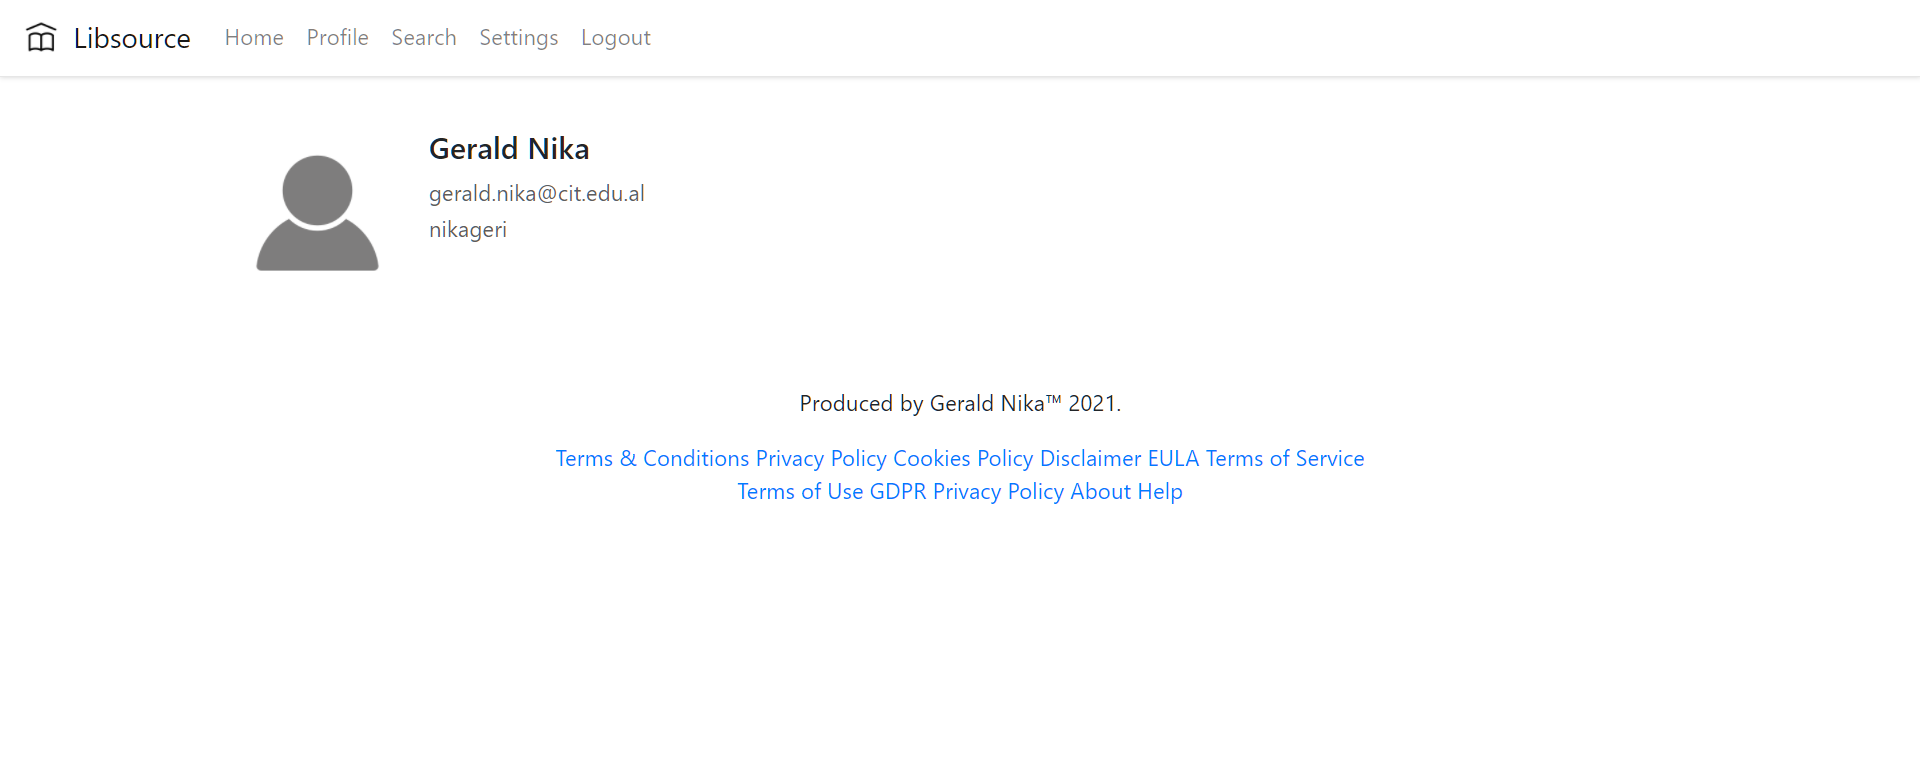 Libsource Home Profile Search Settings Logout
Gerald Nika
gerald.nika@cit.edu.al
nikageri
Produced by Gerald Nika™ 2021.
Terms & Conditions Privacy Policy Cookies Policy Disclaimer EULA Terms of Service
Terms of Use GDPR Privacy Policy About Help